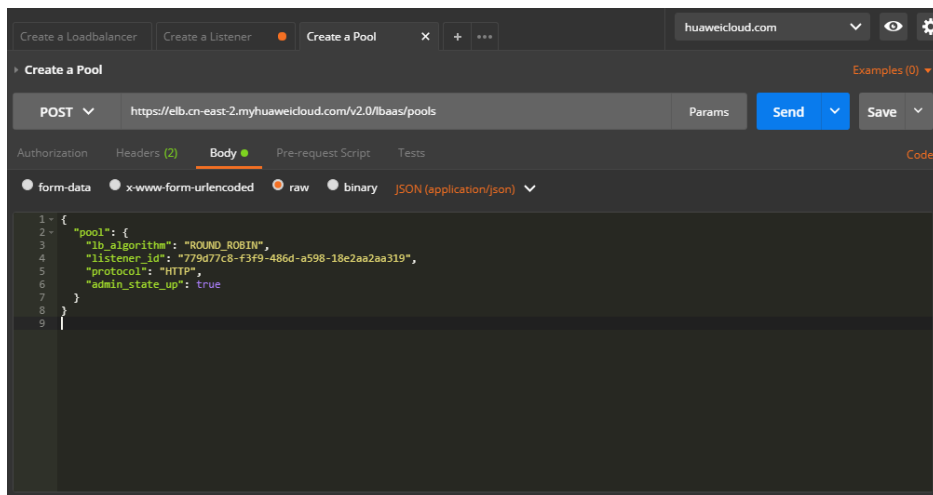 Create a Loadbalancer Create a Listener Create a Pool × + ••• huaweicloud.com
Create a Pool Examples (0)
POST https://elb.cn-east-2.myhuaweicloud.com/v2.0/lbaas/pools Params Send Save
Authorization Headers (2) Body Pre-request Script Tests Code
form-data x-www-form-urlencoded raw binary JSON (application/json)
1 {
2 "pool": {
3 "lb_algorithm": "ROUND_ROBIN",
4 "listener_id": "779d77c8-f3f9-486d-a598-18e2aa2aa319",
5 "protocol": "HTTP",
6 "admin_state_up": true
7 }
8 }
9